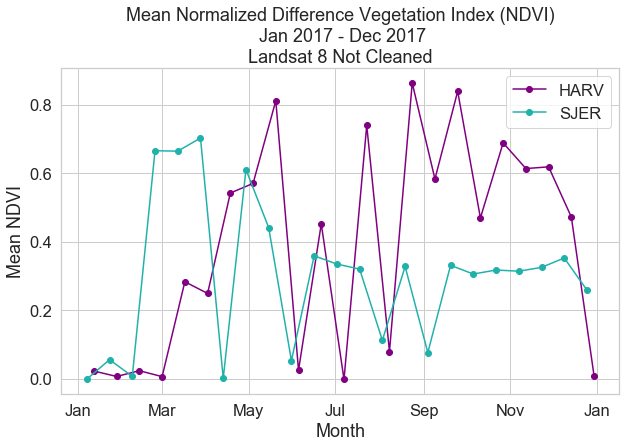 Mean Normalized Difference Vegetation Index (NDVI)
Jan 2017 - Dec 2017
Landsat 8 Not Cleaned
HARV
SJER
Mean NDVI
0.8
0.6
0.4
0.2
0.0
Jan Mar May Jul Sep Nov Jan
Month